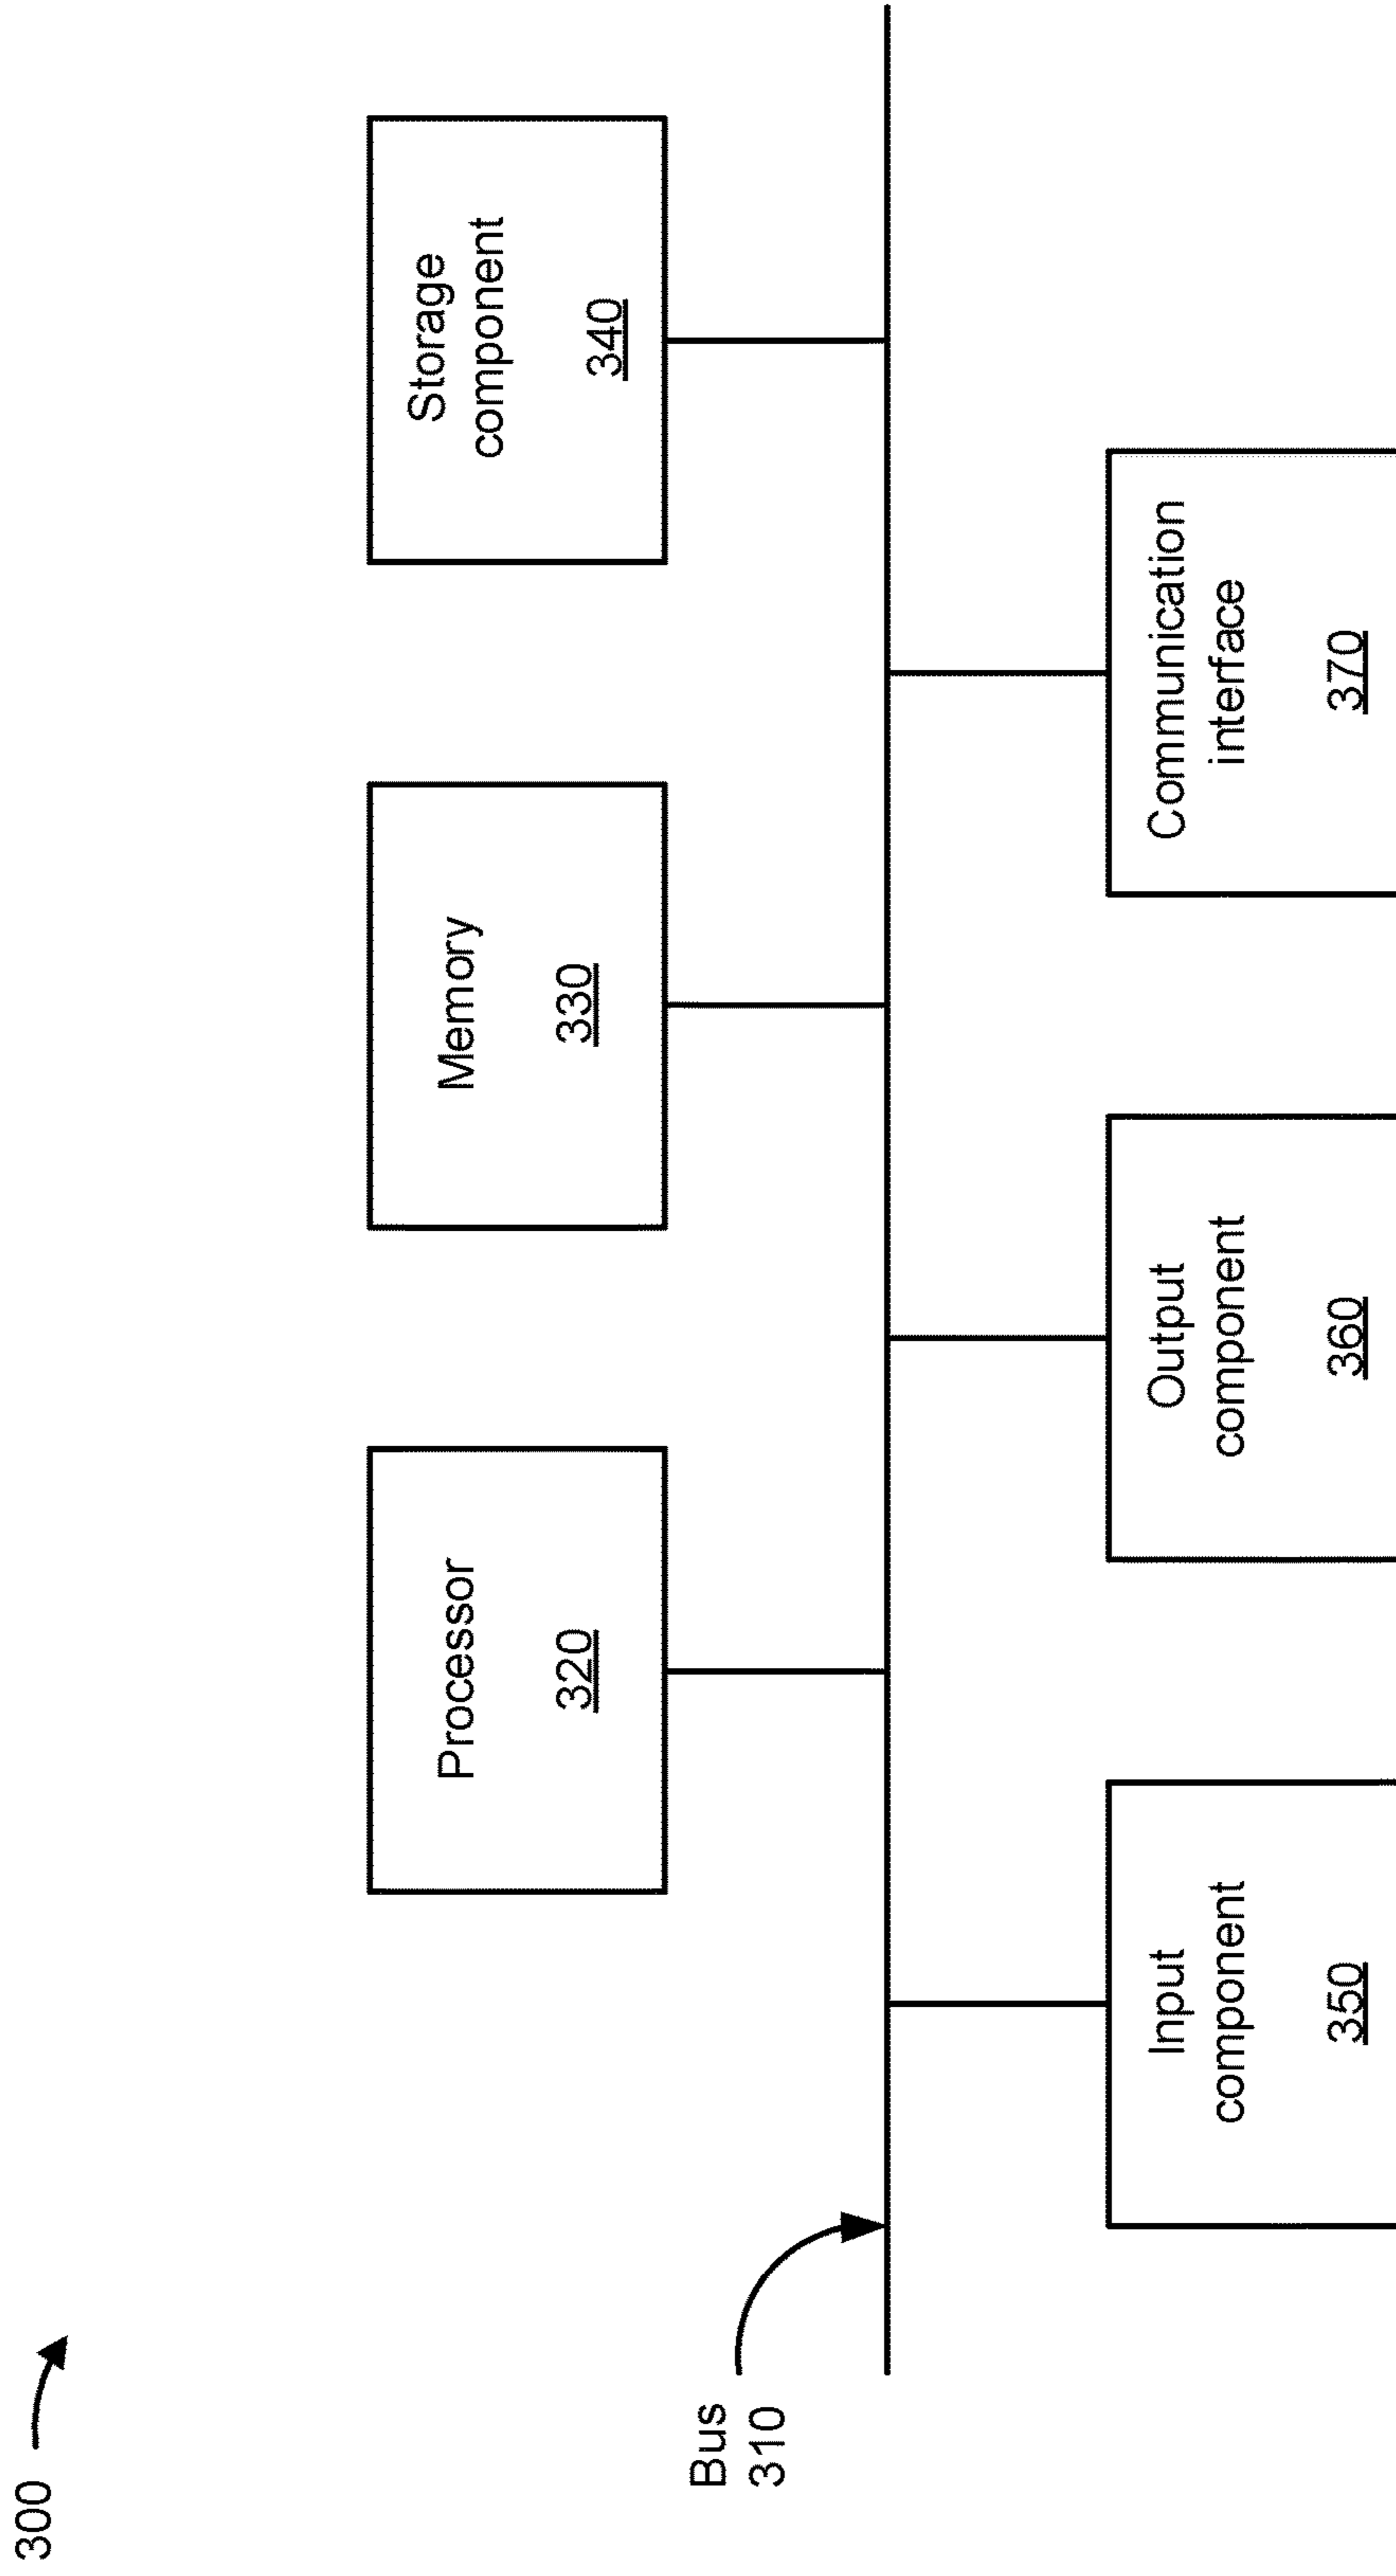 300
Processor
320
Memory
330
Storage
component
340
Bus
310
Input
component
350
Output
component
360
Communication
interface
370